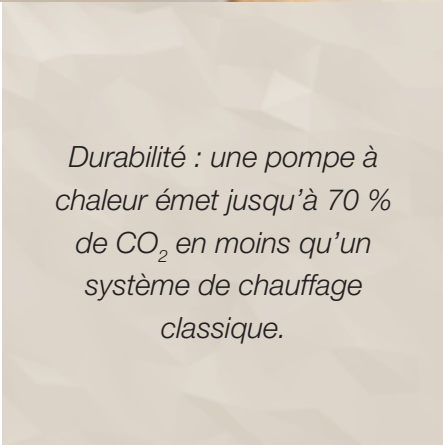 Durabilité : une pompe à
chaleur émet jusqu’à 70 %
de CO₂ en moins qu’un
système de chauffage
classique.